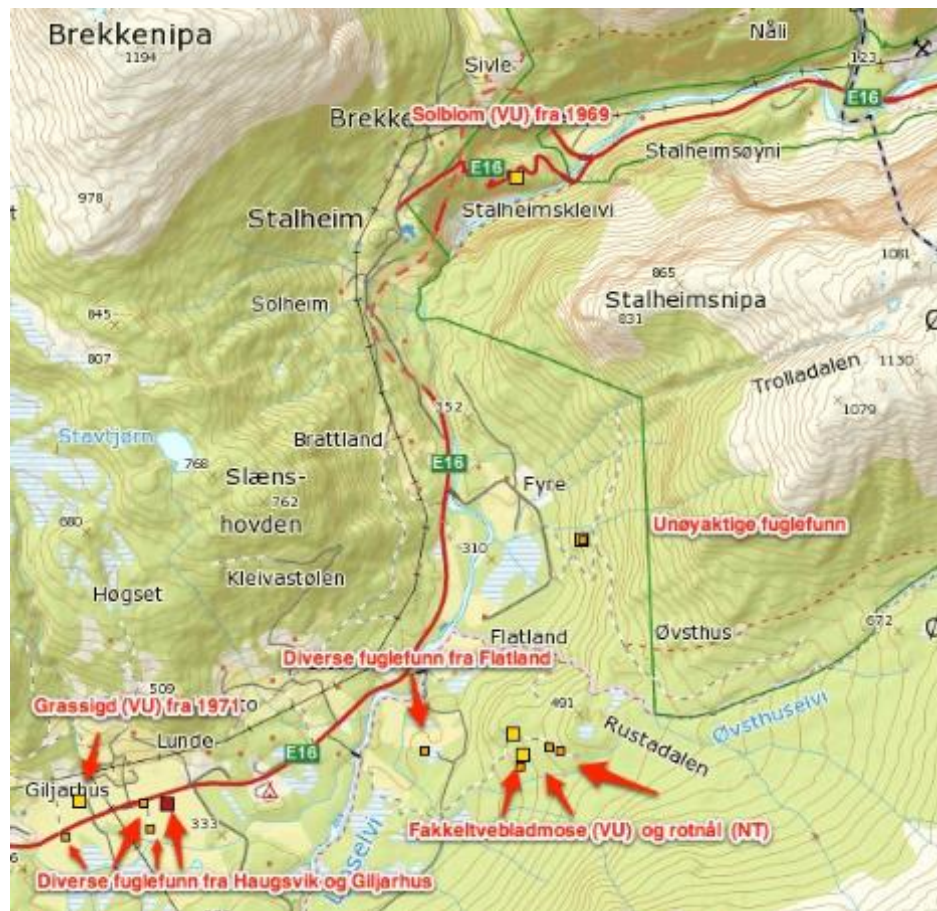 Brekkenipa
1194
Nåli
123
Sivle
E16
Solblom (VU) fra 1969
Stalheimsøyni
E16
978
Stalheimskleivi
Stalheim
1081
865
Stalheimsnipa
831
Solheim
845
807
Trolladalen
1130
1079
352
Stavtjørn
Brattland
768
E16
Slæns-
hovden
762
Fyre
680
Unøyaktige fuglefunn
310
Kleivastølen
Høgset
672
Flatland
Øvsthus
Diverse fuglefunn fra Flatland
509
Grassigd (VU) fra 1971
491
Lunde
Rustadalen
Øvsthuselvi
E16
Giljarhus
333
Fakkeltvebladmose (VU) og rotnål (NT)
Diverse fuglefunn fra Haugsvik og Giljarhus